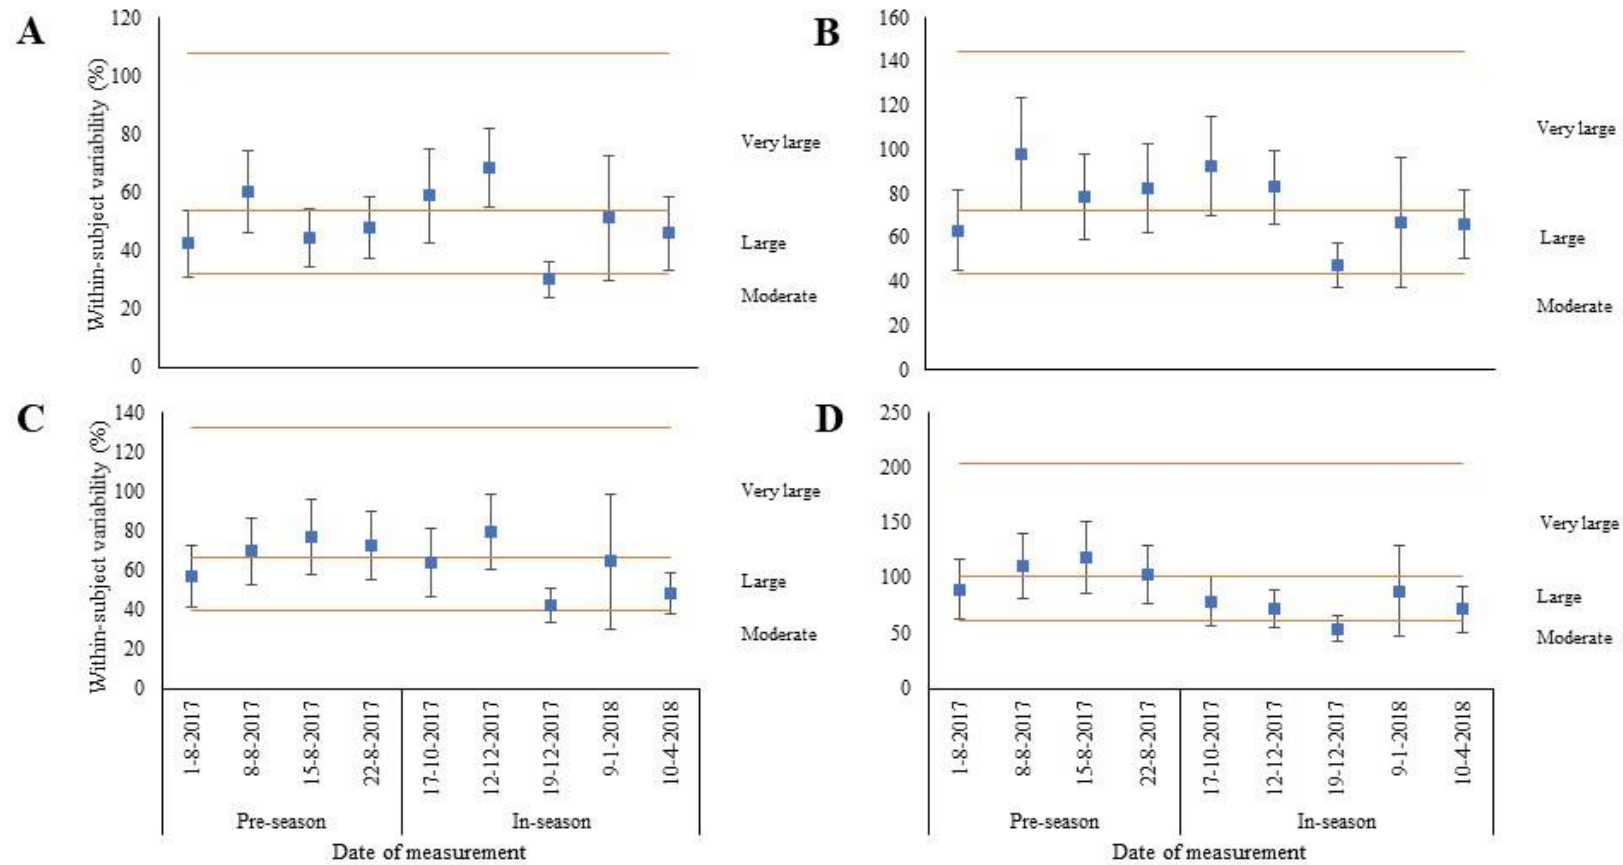 A
Within-subject variability (%)
120
100
80
60
40
20
0
Very large
Large
Moderate
B
160
140
120
100
80
60
40
20
0
Very large
Large
Moderate
C
Within-subject variability (%)
140
120
100
80
60
40
20
0
Very large
Large
Moderate
1-8-2017
8-8-2017
15-8-2017
22-8-2017
17-10-2017
12-12-2017
19-12-2017
9-1-2018
10-4-2018
Pre-season
In-season
Date of measurement
D
250
200
150
100
50
0
Very large
Large
Moderate
1-8-2017
8-8-2017
15-8-2017
22-8-2017
17-10-2017
12-12-2017
19-12-2017
9-1-2018
10-4-2018
Pre-season
In-season
Date of measurement